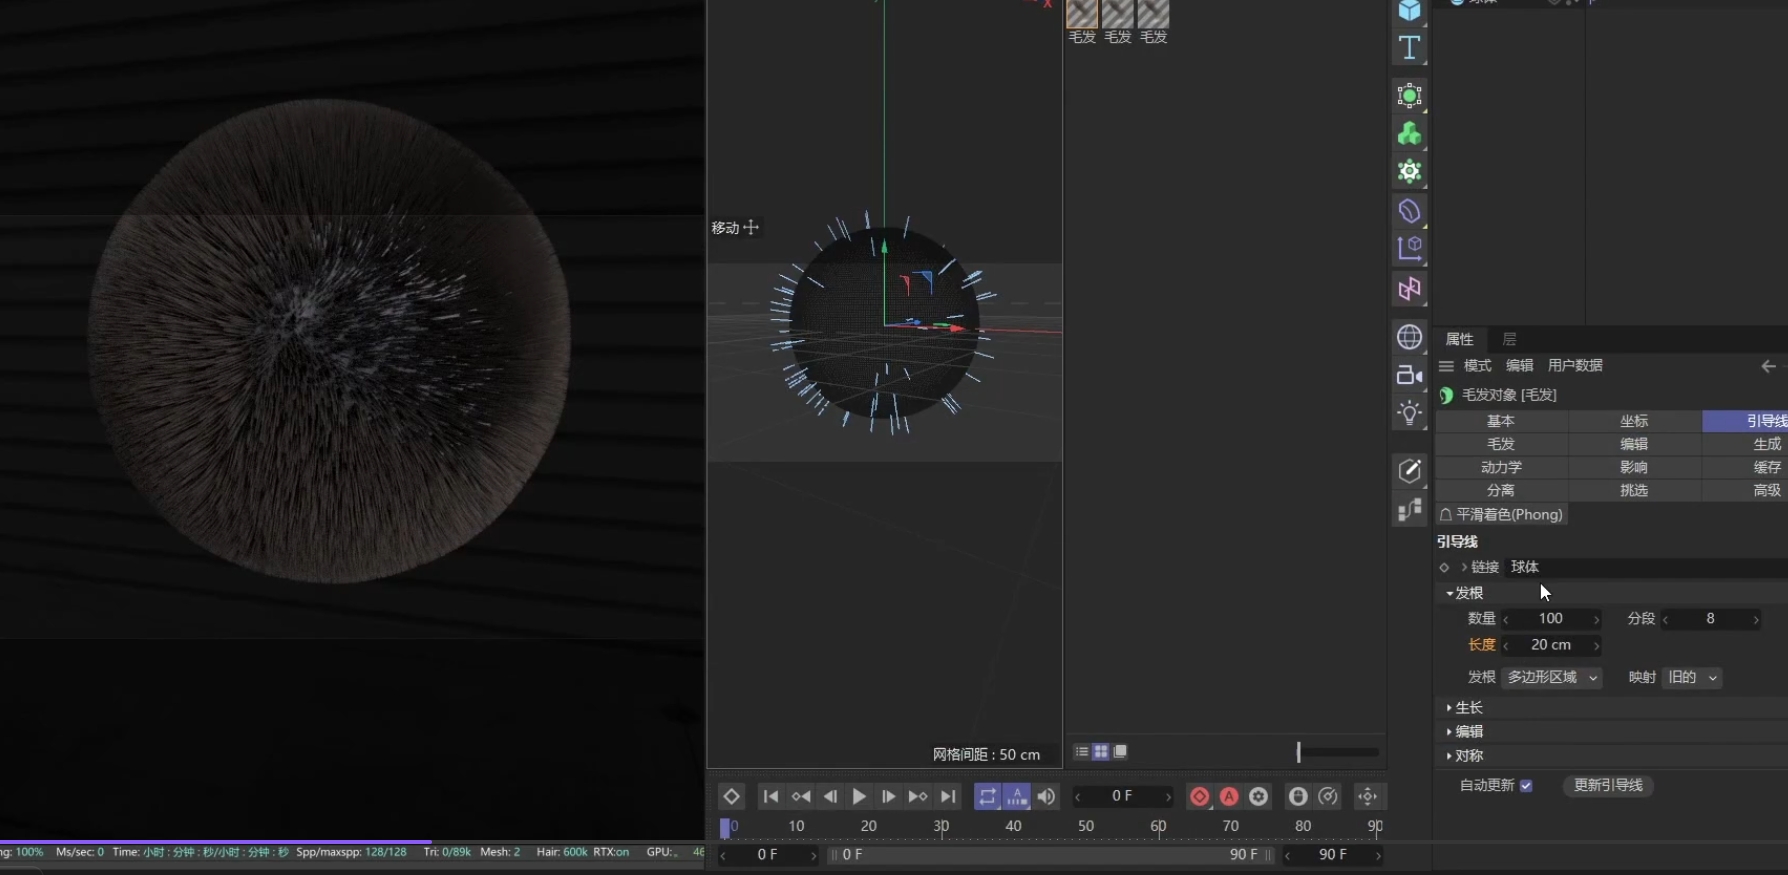 X
毛发 毛发 毛发
T
移动
属性 层
模式 编辑 用户数据
毛发对象 [毛发]
基本 坐标 引导线
毛发 编辑 生成
动力学 影响 缓存
分离 挑选 高级
平滑着色(Phong)
引导线
链接 球体
发根
数量 100 分段 8
长度 20 cm
发根 多边形区域 映射 旧的
生长
编辑
对称
自动更新 更新引导线
网格间距 : 50 cm
A 0 F A
0 10 20 30 40 50 60 70 80 90
ng: 100% Ms/sec: 0 Time: 小时 : 分钟 : 秒/小时 : 分钟 : 秒 Spp/maxspp: 128/128 Tri: 0/89k Mesh: 2 Hair: 600k RTX:on GPU: 46
0 F 0 F 90 F 90 F